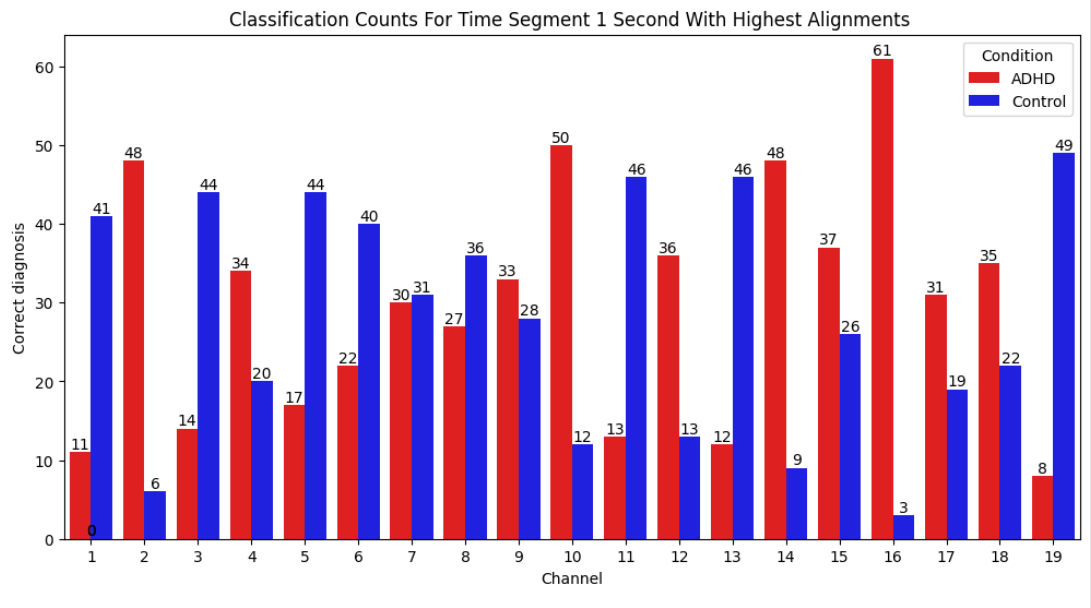 Classification Counts For Time Segment 1 Second With Highest Alignments
Condition
ADHD
Control
Correct diagnosis
60
50
40
30
20
10
0
11 41 48 6 14 44 34 20 17 44 22 40 30 31 27 36 33 28 50 12 13 46 36 13 12 46 48 9 37 26 61 3 31 19 35 22 8 49
0
1 2 3 4 5 6 7 8 9 10 11 12 13 14 15 16 17 18 19
Channel